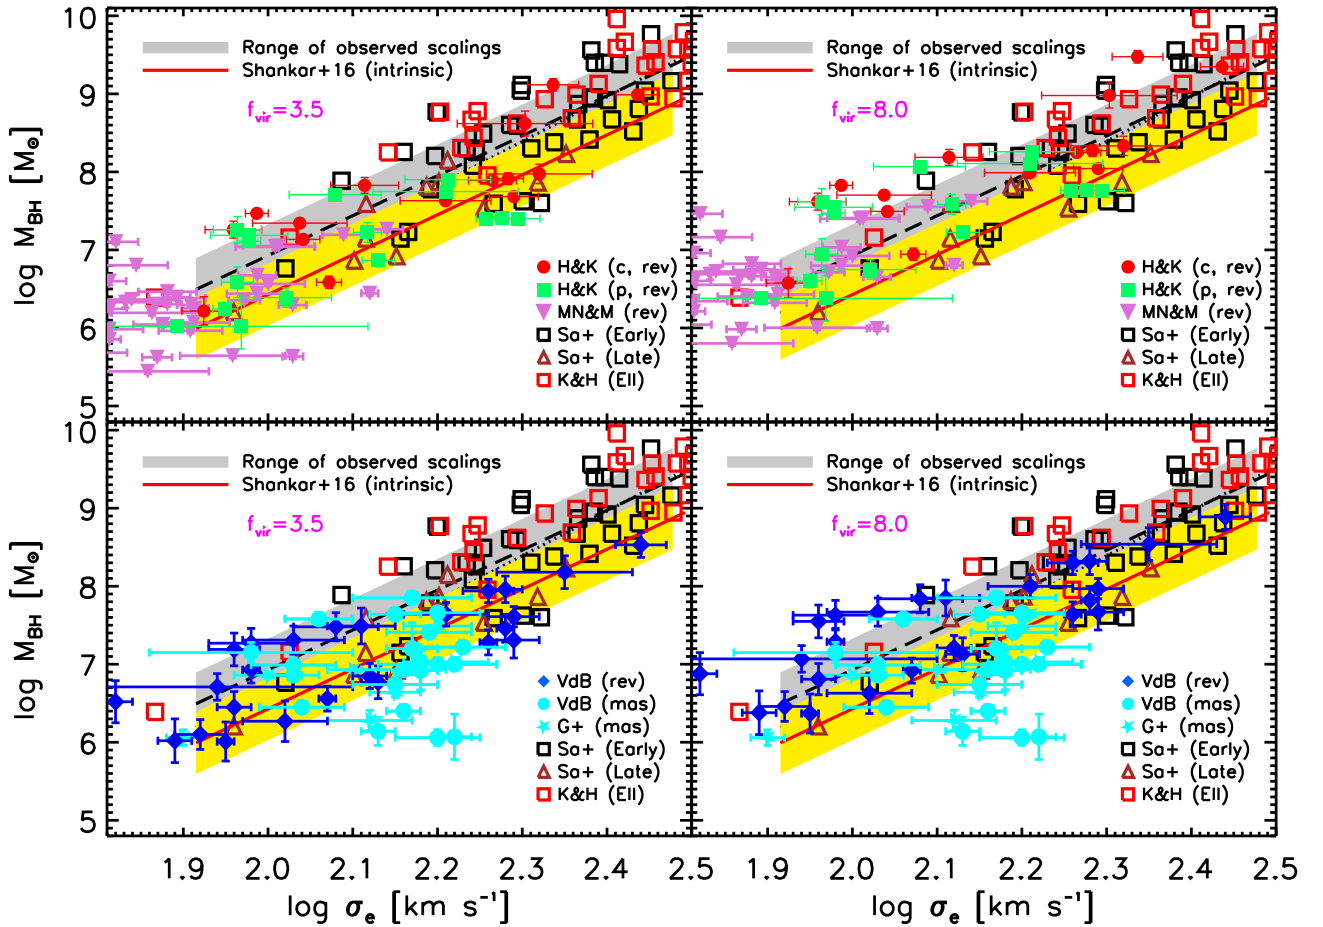 10
9
8
7
6
5
log M_BH [M_⊙]
Range of observed scalings
Shankar+16 (intrinsic)
f_vir=3.5
H&K (c, rev)
H&K (p, rev)
MN&M (rev)
Sa+ (Early)
Sa+ (Late)
K&H (Ell)
Range of observed scalings
Shankar+16 (intrinsic)
f_vir=8.0
H&K (c, rev)
H&K (p, rev)
MN&M (rev)
Sa+ (Early)
Sa+ (Late)
K&H (Ell)
10
9
8
7
6
5
log M_BH [M_⊙]
Range of observed scalings
Shankar+16 (intrinsic)
f_vir=3.5
VdB (rev)
VdB (mas)
G+ (mas)
Sa+ (Early)
Sa+ (Late)
K&H (Ell)
1.9 2.0 2.1 2.2 2.3 2.4 2.5
log σ_e [km s⁻¹]
Range of observed scalings
Shankar+16 (intrinsic)
f_vir=8.0
VdB (rev)
VdB (mas)
G+ (mas)
Sa+ (Early)
Sa+ (Late)
K&H (Ell)
1.9 2.0 2.1 2.2 2.3 2.4 2.5
log σ_e [km s⁻¹]